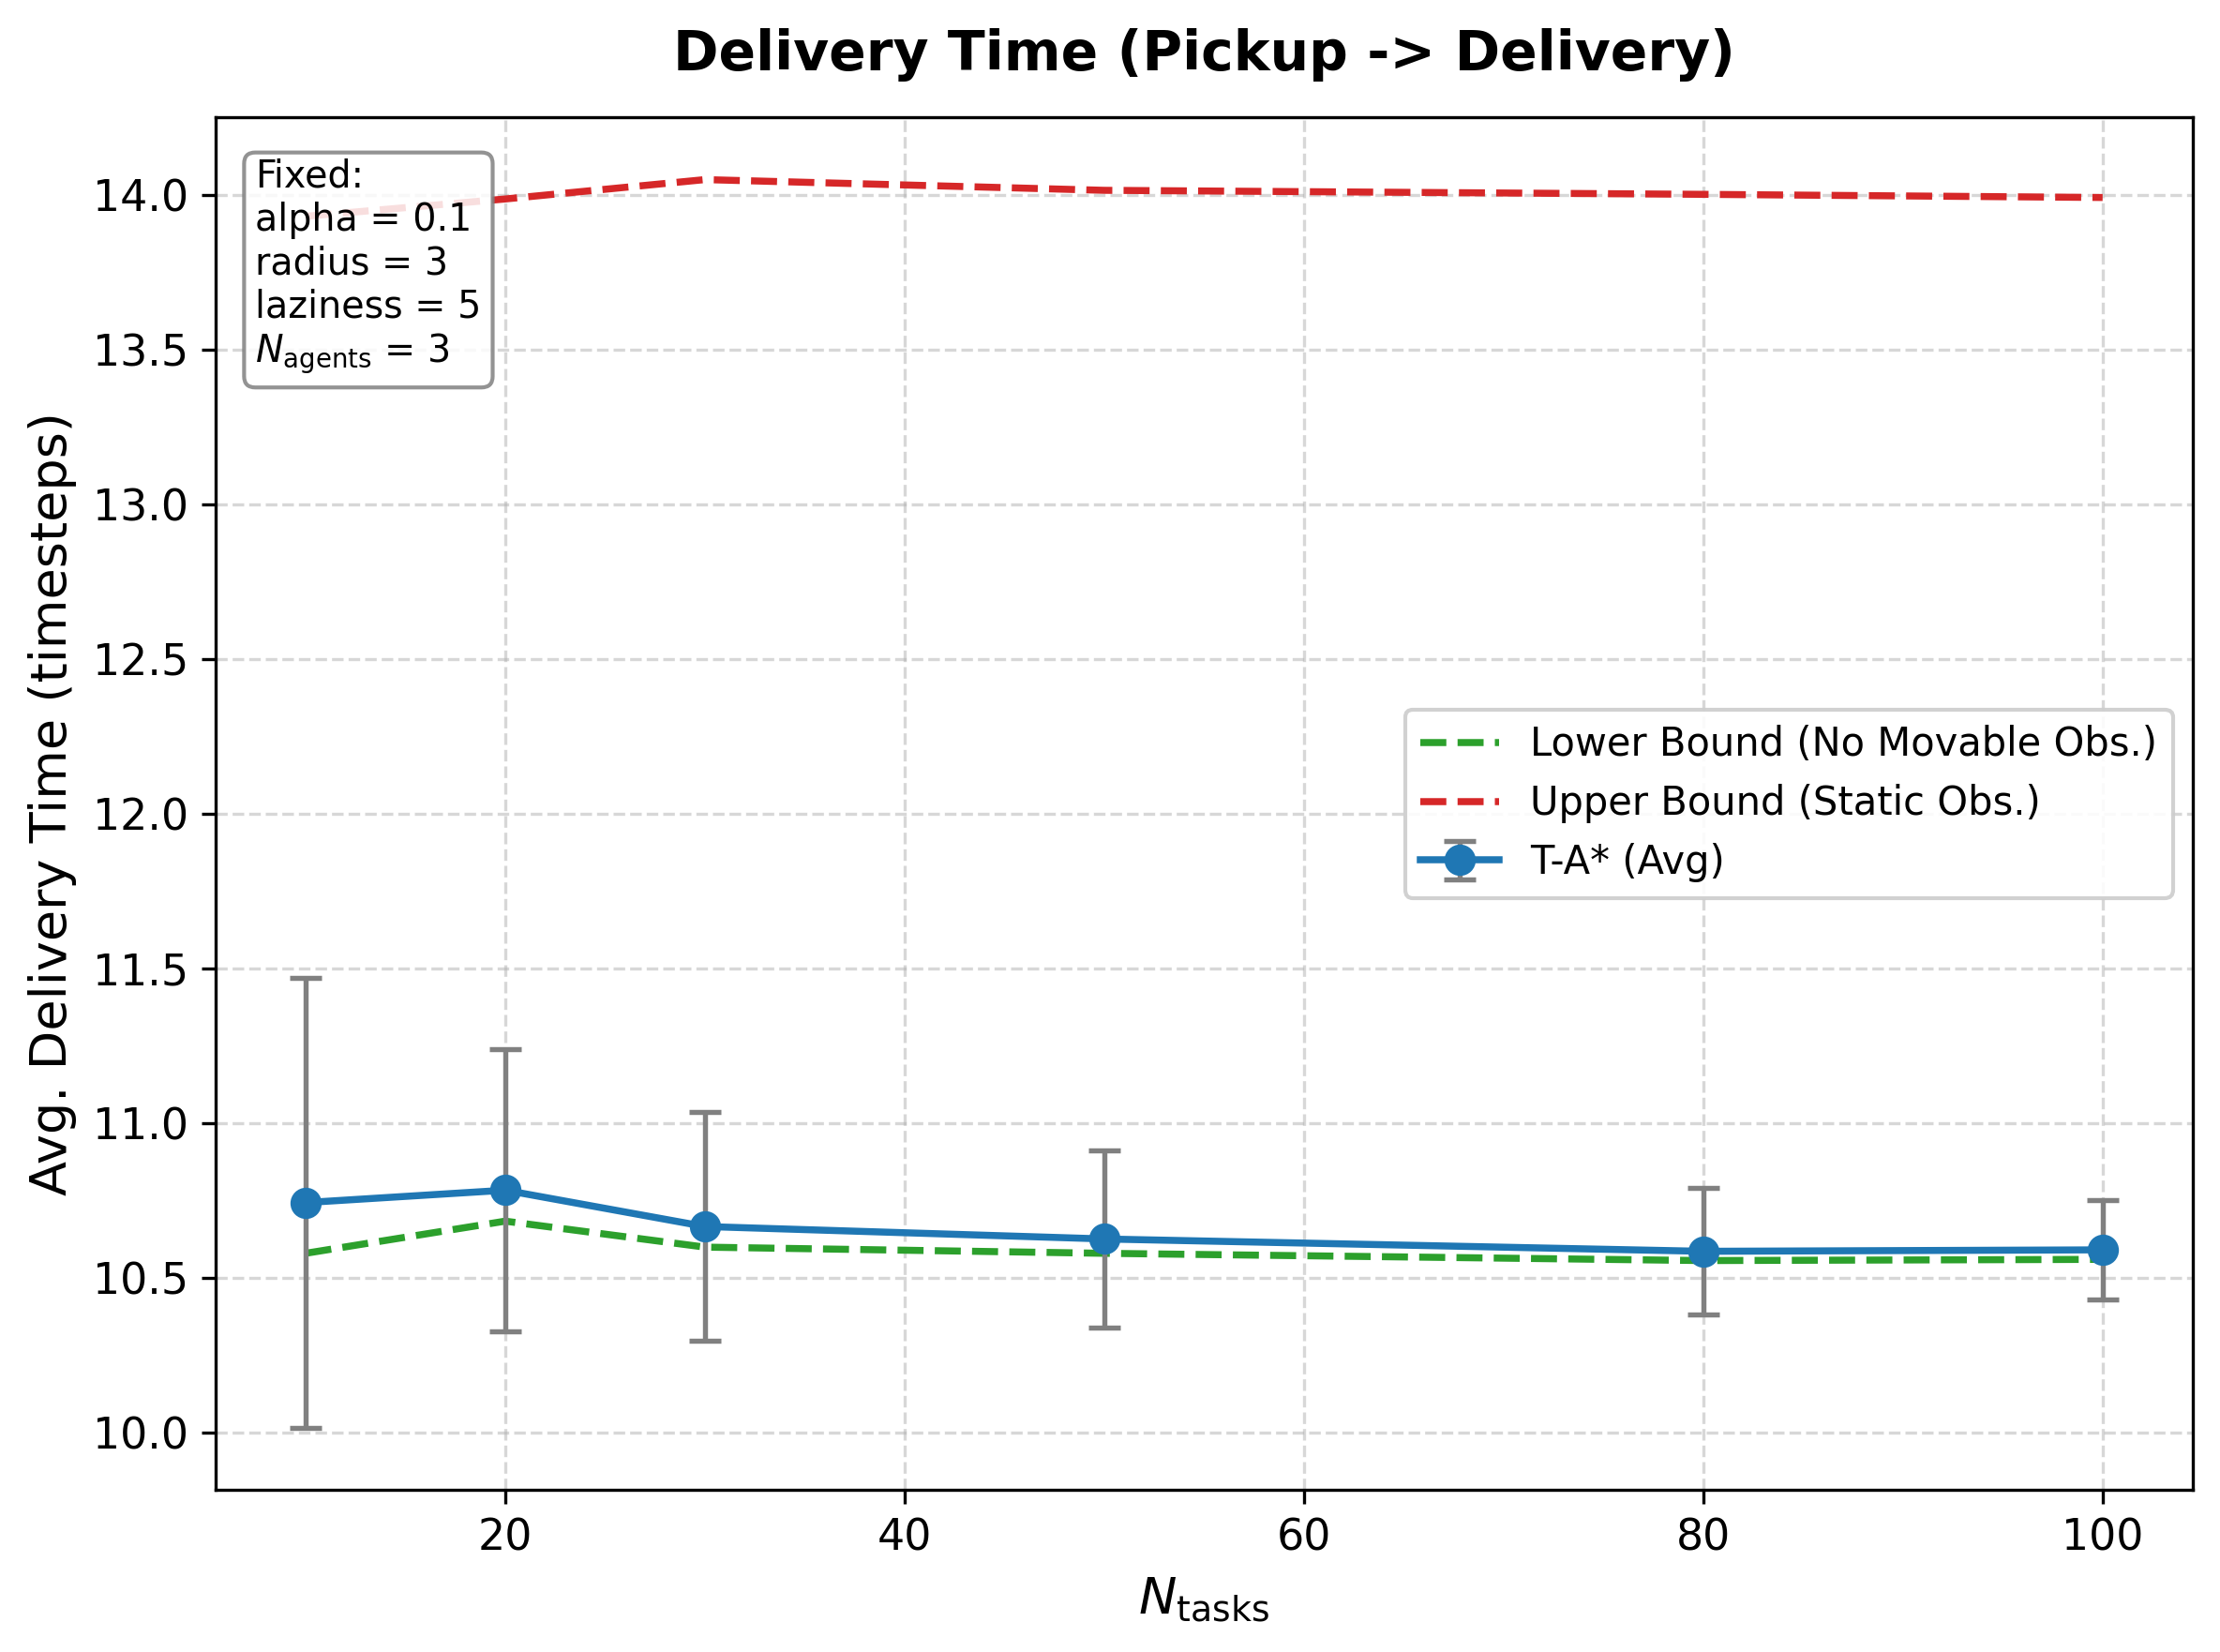 Delivery Time (Pickup -> Delivery)
Fixed:
alpha = 0.1
radius = 3
laziness = 5
N_agents = 3
Avg. Delivery Time (timesteps)
14.0
13.5
13.0
12.5
12.0
11.5
11.0
10.5
10.0
Lower Bound (No Movable Obs.)
Upper Bound (Static Obs.)
T-A* (Avg)
20 40 60 80 100
N_tasks